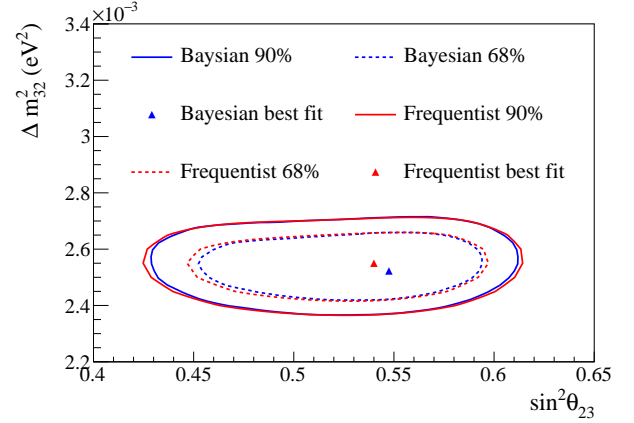 ×10⁻³
3.4
Baysian 90% Bayesian 68%
3.2
Bayesian best fit Frequentist 90%
3
Frequentist 68% Frequentist best fit
2.8
2.6
2.4
2.2
Δ m²₃₂ (eV²)
0.4 0.45 0.5 0.55 0.6 0.65
sin²θ₂₃